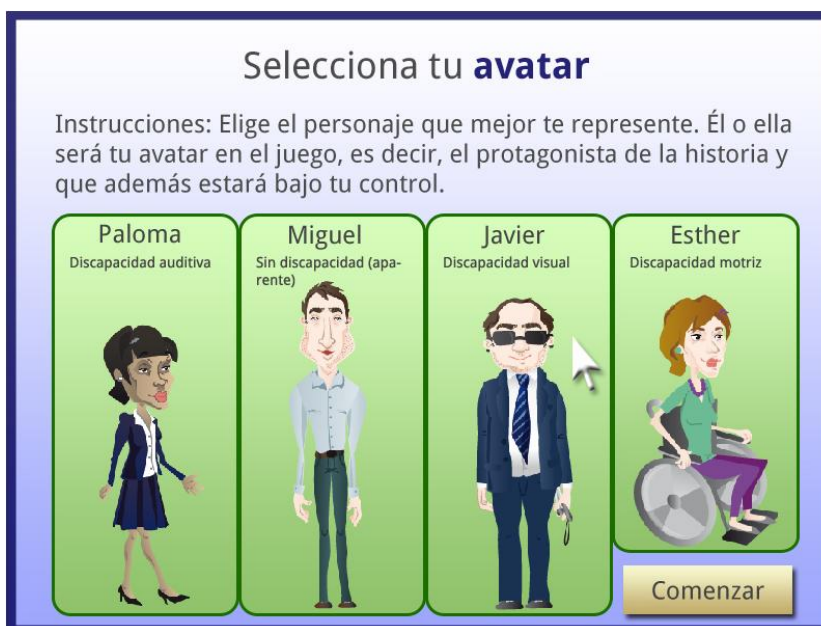 Selecciona tu avatar
Instrucciones: Elige el personaje que mejor te represente. Él o ella
será tu avatar en el juego, es decir, el protagonista de la historia y
que además estará bajo tu control.
Paloma
Discapacidad auditiva
Miguel
Sin discapacidad (apa-
rente)
Javier
Discapacidad visual
Esther
Discapacidad motriz
Comenzar